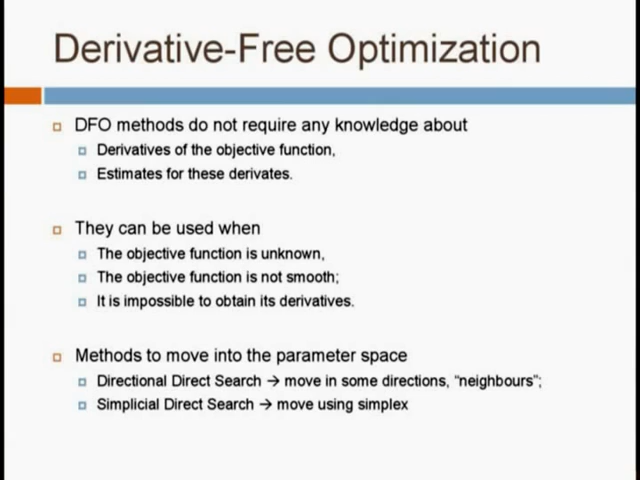 Derivative-Free Optimization
DFO methods do not require any knowledge about
Derivatives of the objective function,
Estimates for these derivates.
They can be used when
The objective function is unknown,
The objective function is not smooth;
It is impossible to obtain its derivatives.
Methods to move into the parameter space
Directional Direct Search → move in some directions, "neighbours";
Simplicial Direct Search → move using simplex